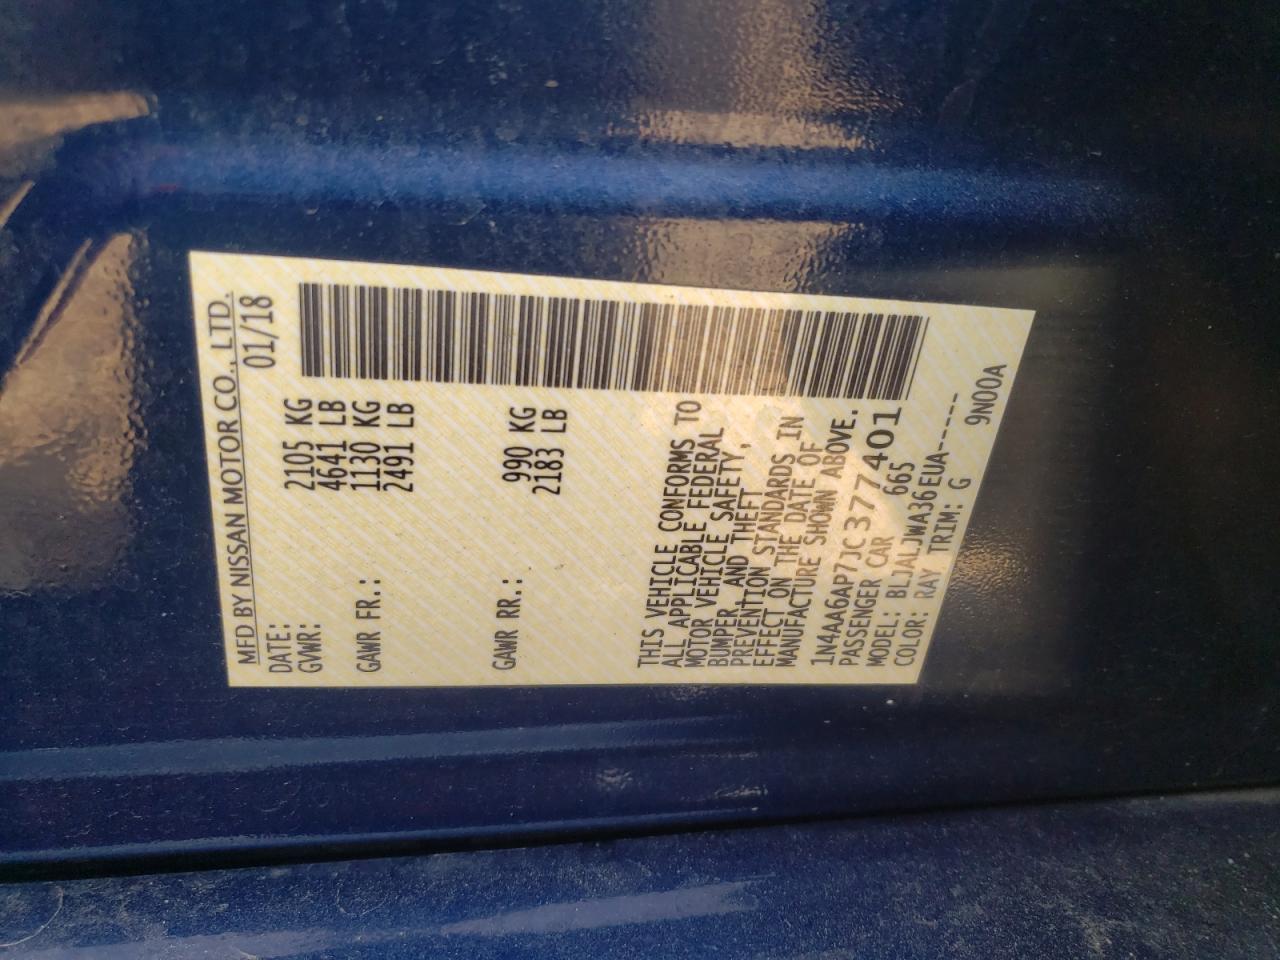 MFD BY NISSAN MOTOR CO., LTD.
DATE: 01/18
GVWR: 2105 KG
4641 LB
GAWR FR.: 1130 KG
2491 LB
GAWR RR.: 990 KG
2183 LB
THIS VEHICLE CONFORMS TO
ALL APPLICABLE FEDERAL
MOTOR VEHICLE SAFETY,
BUMPER, AND THEFT
PREVENTION STANDARDS IN
EFFECT ON THE DATE OF
MANUFACTURE SHOWN ABOVE.
1N4AA6AP7JC377401
PASSENGER CAR 665
MODEL: BLJALJWA36EUA-----
COLOR: RAY TRIM: G 9N00A